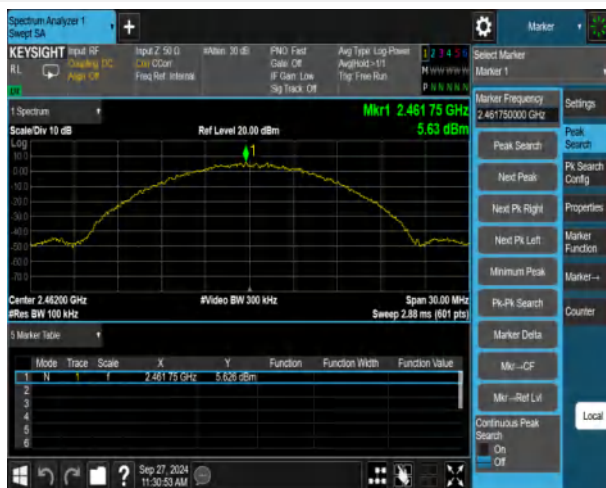 Spectrum Analyzer 1
Swept SA
+
Marker
KEYSIGHT
RL
Input: RF
Coupling: DC
Align: Off
Input Z: 50 Ω
Corr CCorr
Freq Ref: Internal
#Atten: 30 dB
PNO: Fast
Gate: Off
IF Gain: Low
Sig Track: Off
Avg Type: Log-Power
Avg|Hold:>1/1
Trig: Free Run
1 2 3 4 5 6
M W W W W W
P N N N N N
Select Marker
Marker 1
1 Spectrum
Scale/Div 10 dB
Ref Level 20.00 dBm
Mkr1 2.461 75 GHz
5.63 dBm
Log
10.0
0.00
-10.0
-20.0
-30.0
-40.0
-50.0
-60.0
-70.0
1
Center 2.46200 GHz
#Res BW 100 kHz
#Video BW 300 kHz
Span 30.00 MHz
Sweep 2.88 ms (601 pts)
5 Marker Table
Mode Trace Scale X Y Function Function Width Function Value
1 N 1 f 2.461 75 GHz 5.626 dBm
2
3
4
5
6
Marker Frequency
2.461750000 GHz
Peak Search
Next Peak
Next Pk Right
Next Pk Left
Minimum Peak
Pk-Pk Search
Marker Delta
Mkr→CF
Mkr→Ref Lvl
Continuous Peak
Search
On
Off
Settings
Peak
Search
Pk Search
Config
Properties
Marker
Function
Marker→
Counter
Local
?
Sep 27, 2024
11:30:53 AM